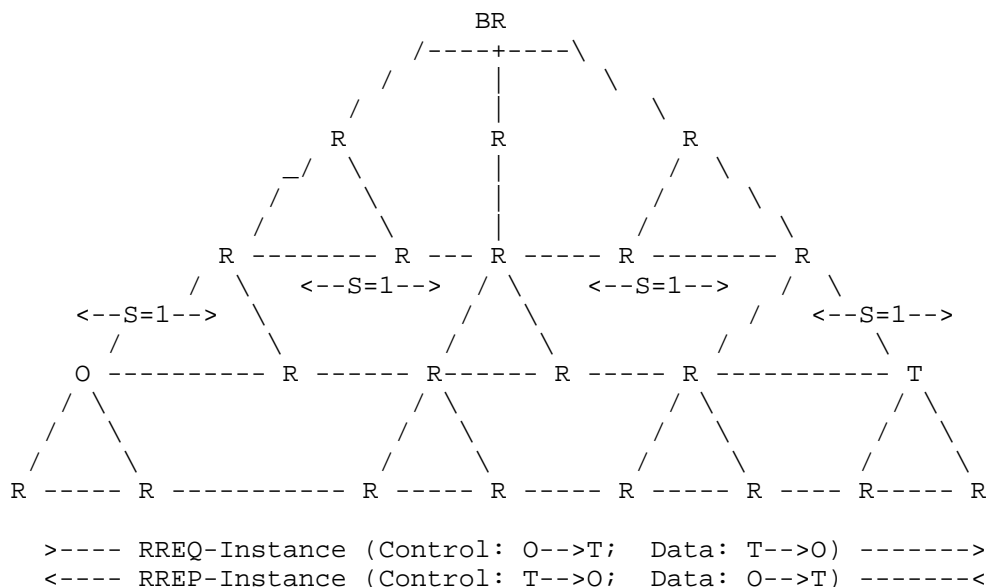 BR
R R R
R R R R R
<--S=1--> <--S=1-->
<--S=1--> <--S=1-->
O R R R R T
R R R R R R R R
>---- RREQ-Instance (Control: O-->T; Data: T-->O) ------->
<---- RREP-Instance (Control: T-->O; Data: O-->T) -------<